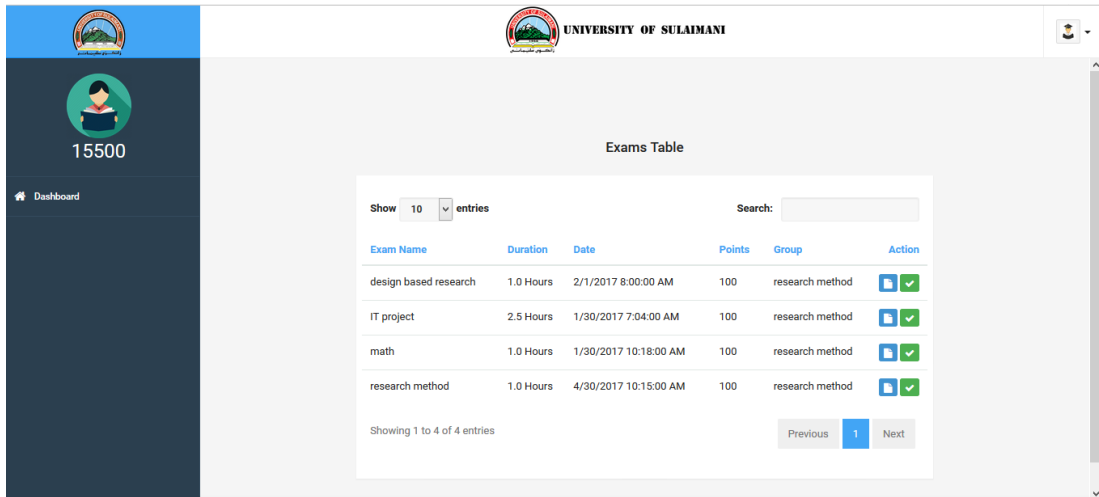 UNIVERSITY OF SULAIMANI
15500
Dashboard
Exams Table
Show 10 entries Search:
Exam Name Duration Date Points Group Action
design based research 1.0 Hours 2/1/2017 8:00:00 AM 100 research method
IT project 2.5 Hours 1/30/2017 7:04:00 AM 100 research method
math 1.0 Hours 1/30/2017 10:18:00 AM 100 research method
research method 1.0 Hours 4/30/2017 10:15:00 AM 100 research method
Showing 1 to 4 of 4 entries Previous 1 Next